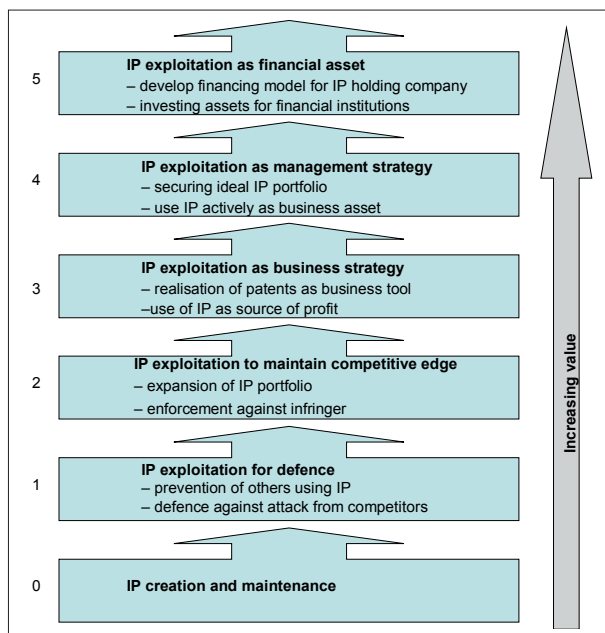 5
IP exploitation as financial asset
– develop financing model for IP holding company
– investing assets for financial institutions
4
IP exploitation as management strategy
– securing ideal IP portfolio
– use IP actively as business asset
3
IP exploitation as business strategy
– realisation of patents as business tool
–use of IP as source of profit
2
IP exploitation to maintain competitive edge
– expansion of IP portfolio
– enforcement against infringer
1
IP exploitation for defence
– prevention of others using IP
– defence against attack from competitors
0
IP creation and maintenance
Increasing value